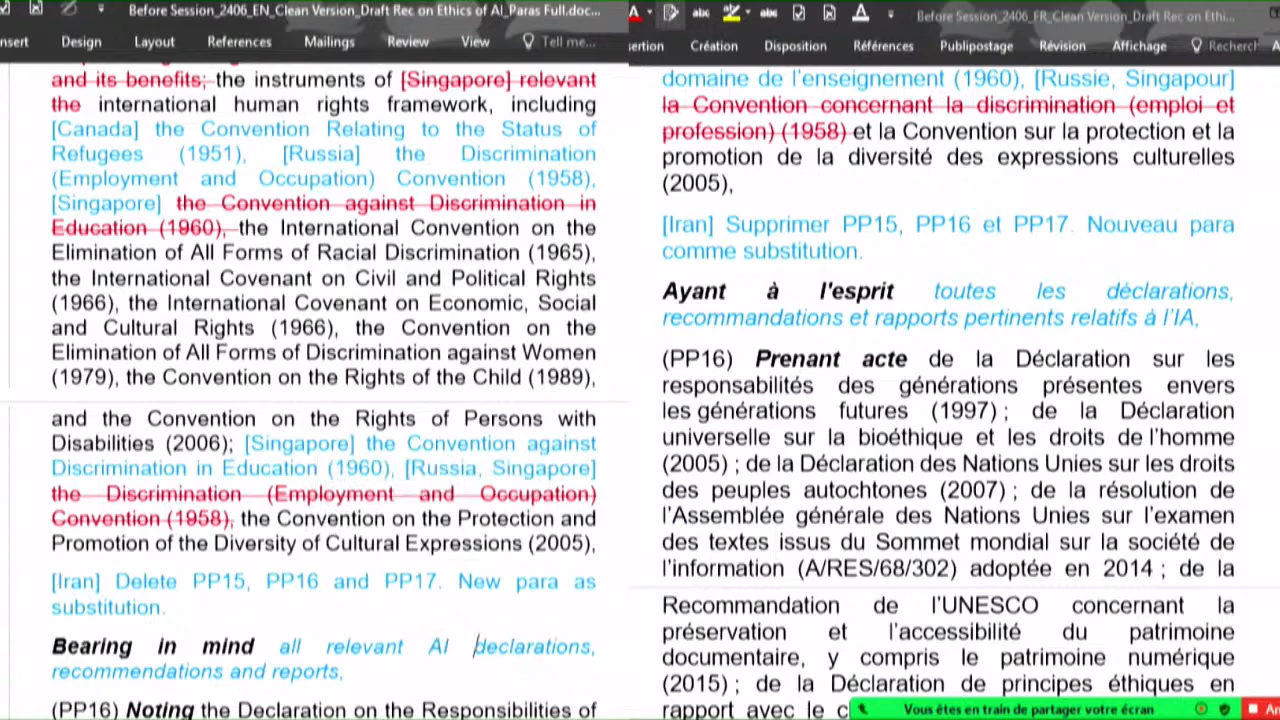 Before Session_2406_EN_Clean Version_Draft Rec on Ethics of AI_Paras Full.doc...
nsert Design Layout References Mailings Review View Tell me...
and its benefits; the instruments of [Singapore] relevant
the international human rights framework, including
[Canada] the Convention Relating to the Status of
Refugees (1951), [Russia] the Discrimination
(Employment and Occupation) Convention (1958),
[Singapore] the Convention against Discrimination in
Education (1960), the International Convention on the
Elimination of All Forms of Racial Discrimination (1965),
the International Covenant on Civil and Political Rights
(1966), the International Covenant on Economic, Social
and Cultural Rights (1966), the Convention on the
Elimination of All Forms of Discrimination against Women
(1979), the Convention on the Rights of the Child (1989),
and the Convention on the Rights of Persons with
Disabilities (2006); [Singapore] the Convention against
Discrimination in Education (1960), [Russia, Singapore]
the Discrimination (Employment and Occupation)
Convention (1958), the Convention on the Protection and
Promotion of the Diversity of Cultural Expressions (2005),
[Iran] Delete PP15, PP16 and PP17. New para as
substitution.
Bearing in mind all relevant AI declarations,
recommendations and reports,
(PP16) Noting the Declaration on the Responsibilities of
Before Session_2406_FR_Clean Version_Draft Rec on Ethi...
sertion Création Disposition Références Publipostage Révision Affichage Recherch
domaine de l'enseignement (1960), [Russie, Singapour]
la Convention concernant la discrimination (emploi et
profession) (1958) et la Convention sur la protection et la
promotion de la diversité des expressions culturelles
(2005),
[Iran] Supprimer PP15, PP16 et PP17. Nouveau para
comme substitution.
Ayant à l'esprit toutes les déclarations,
recommandations et rapports pertinents relatifs à l'IA,
(PP16) Prenant acte de la Déclaration sur les
responsabilités des générations présentes envers
les générations futures (1997) ; de la Déclaration
universelle sur la bioéthique et les droits de l'homme
(2005) ; de la Déclaration des Nations Unies sur les droits
des peuples autochtones (2007) ; de la résolution de
l'Assemblée générale des Nations Unies sur l'examen
des textes issus du Sommet mondial sur la société de
l'information (A/RES/68/302) adoptée en 2014 ; de la
Recommandation de l'UNESCO concernant la
préservation et l'accessibilité du patrimoine
documentaire, y compris le patrimoine numérique
(2015) ; de la Déclaration de principes éthiques en
rapport avec le c
Vous êtes en train de partager votre écran